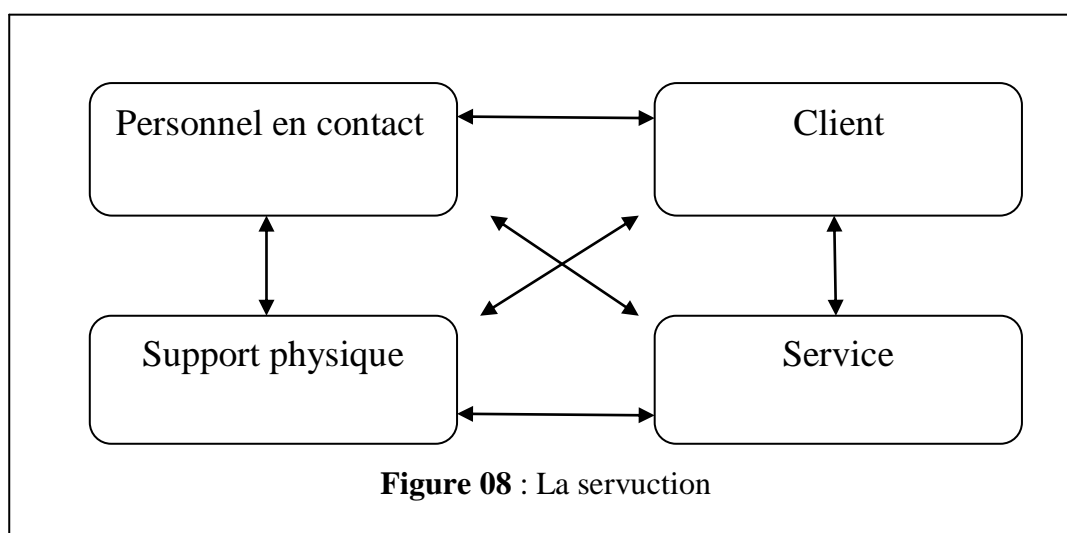 Personnel en contact
Client
Support physique
Service
Figure 08 : La servuction